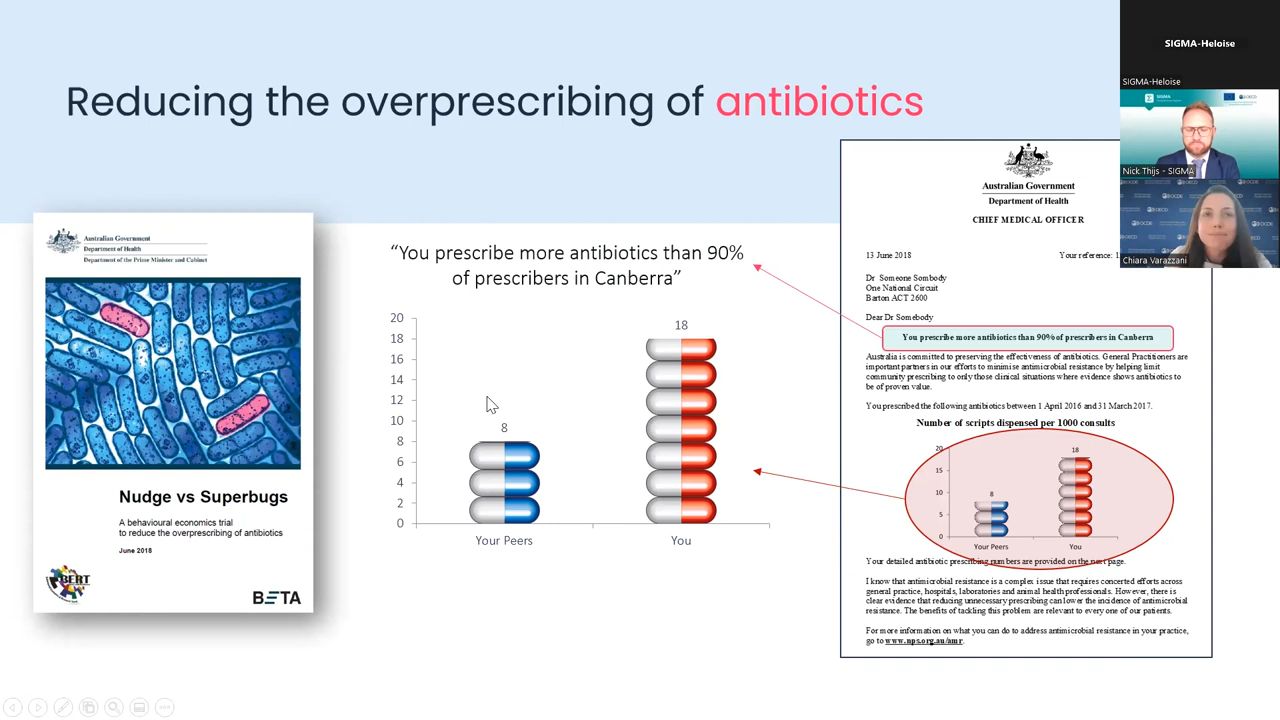 Reducing the overprescribing of antibiotics
SIGMA-Heloise
SIGMA-Heloise
Nick Thijs - SIGMA
Chiara Varazzani
Australian Government
Department of Health
Department of the Prime Minister and Cabinet
Nudge vs Superbugs
A behavioural economics trial
to reduce the overprescribing of antibiotics
June 2018
BERT
BETA
“You prescribe more antibiotics than 90%
of prescribers in Canberra”
20
18
16
14
12
10
8
6
4
2
0
8
18
Your Peers
You
Australian Government
Department of Health
CHIEF MEDICAL OFFICER
13 June 2018
Your reference:
Dr Someone Sombody
One National Circuit
Barton ACT 2600
Dear Dr Somebody
You prescribe more antibiotics than 90% of prescribers in Canberra
Australia is committed to preserving the effectiveness of antibiotics. General Practitioners are
important partners in our efforts to minimise antimicrobial resistance by helping limit
community prescribing to only those clinical situations where evidence shows antibiotics to
be of proven value.
You prescribed the following antibiotics between 1 April 2016 and 31 March 2017.
Number of scripts dispensed per 1000 consults
20
15
10
5
0
8
18
Your Peers
You
Your detailed antibiotic prescribing numbers are provided on the next page.
I know that antimicrobial resistance is a complex issue that requires concerted efforts across
general practice, hospitals, laboratories and animal health professionals. However, there is
clear evidence that reducing unnecessary prescribing can lower the incidence of antimicrobial
resistance. The benefits of tackling this problem are relevant to every one of our patients.
For more information on what you can do to address antimicrobial resistance in your practice,
go to www.nps.org.au/amr.